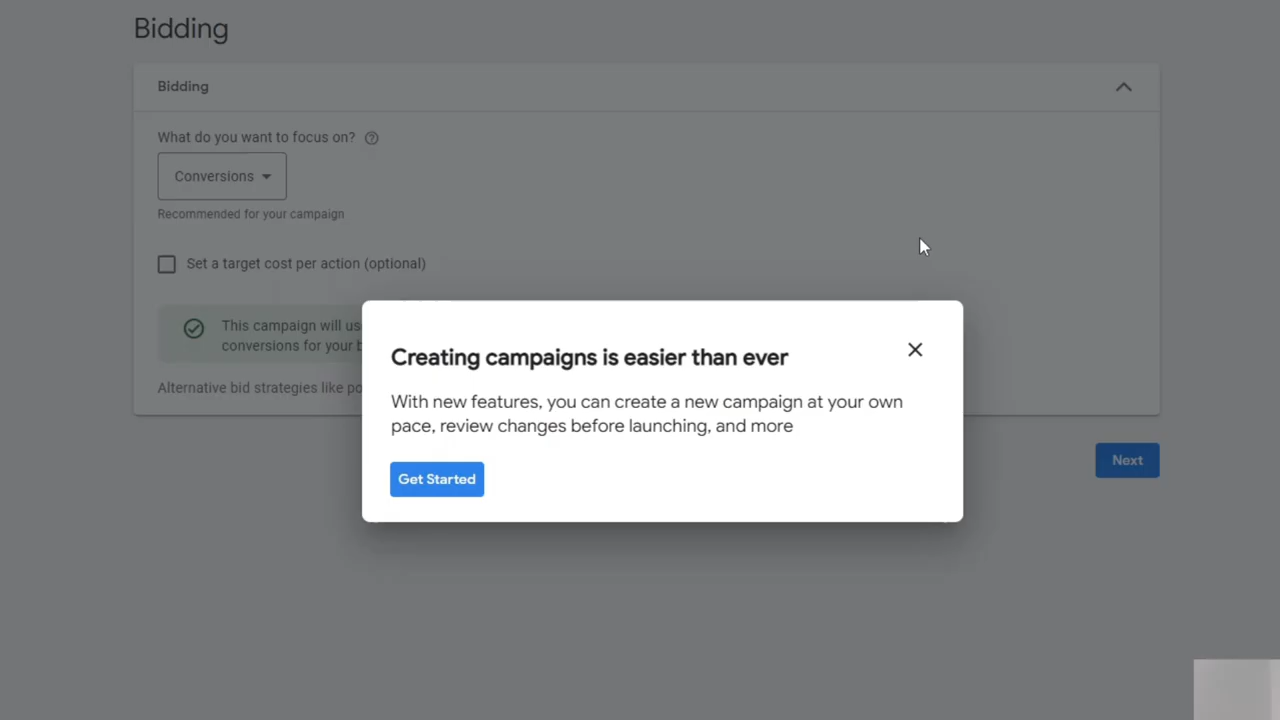 Bidding
Bidding
What do you want to focus on?
Conversions
Recommended for your campaign
Set a target cost per action (optional)
This campaign will us
conversions for your b
Alternative bid strategies like po
Creating campaigns is easier than ever
With new features, you can create a new campaign at your own
pace, review changes before launching, and more
Get Started
Next